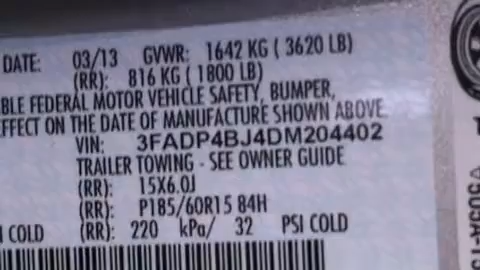 DATE: 03/13 GVWR: 1642 KG ( 3620 LB)
(RR): 816 KG ( 1800 LB)
BLE FEDERAL MOTOR VEHICLE SAFETY, BUMPER,
EFFECT ON THE DATE OF MANUFACTURE SHOWN ABOVE
VIN: 3FADP4BJ4DM204402
TRAILER TOWING - SEE OWNER GUIDE
(RR): 15X6.0J
(RR): P185/60R15 84H
I COLD (RR): 220 kPa/ 32 PSI COLD